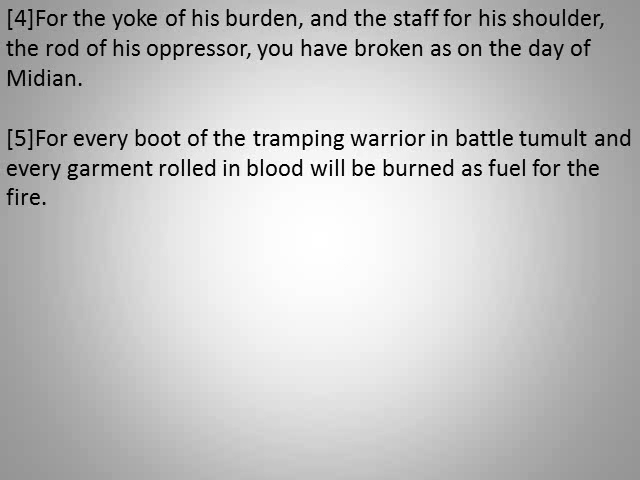 [4]For the yoke of his burden, and the staff for his shoulder,
the rod of his oppressor, you have broken as on the day of
Midian.
[5]For every boot of the tramping warrior in battle tumult and
every garment rolled in blood will be burned as fuel for the
fire.